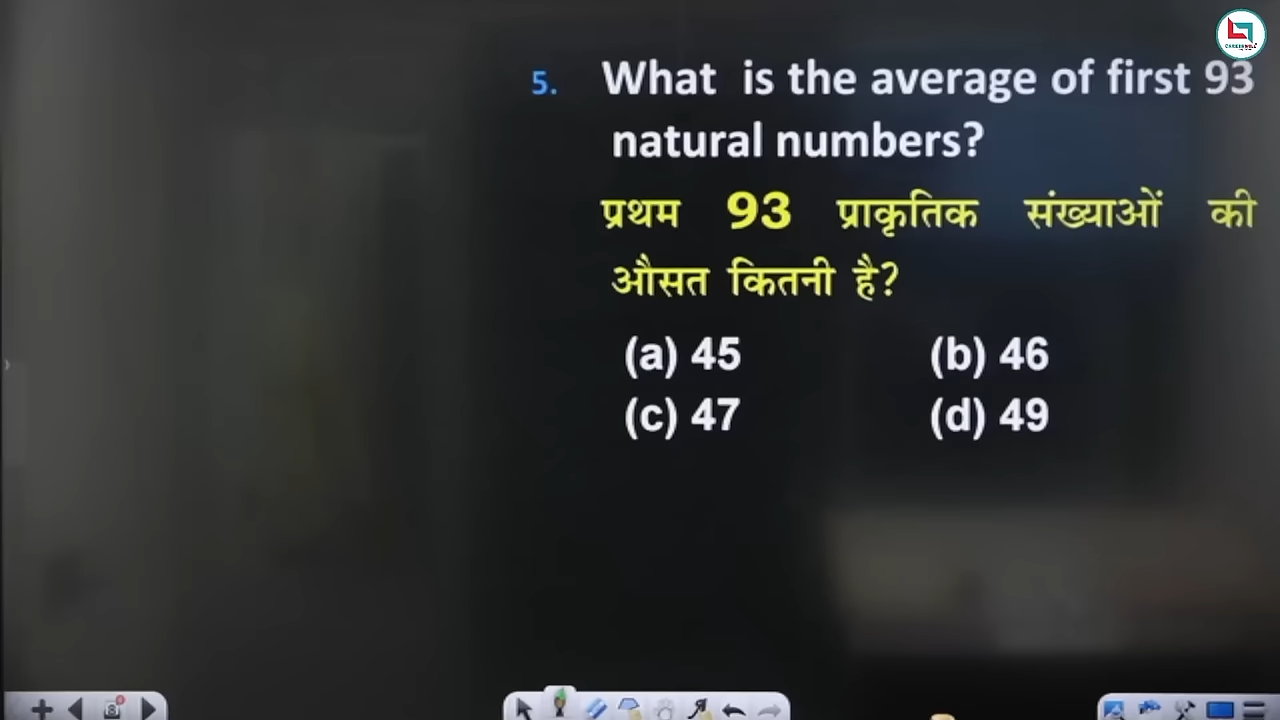 5. What is the average of first 93
natural numbers?
प्रथम 93 प्राकृतिक संख्याओं की
औसत कितनी है?
(a) 45 (b) 46
(c) 47 (d) 49